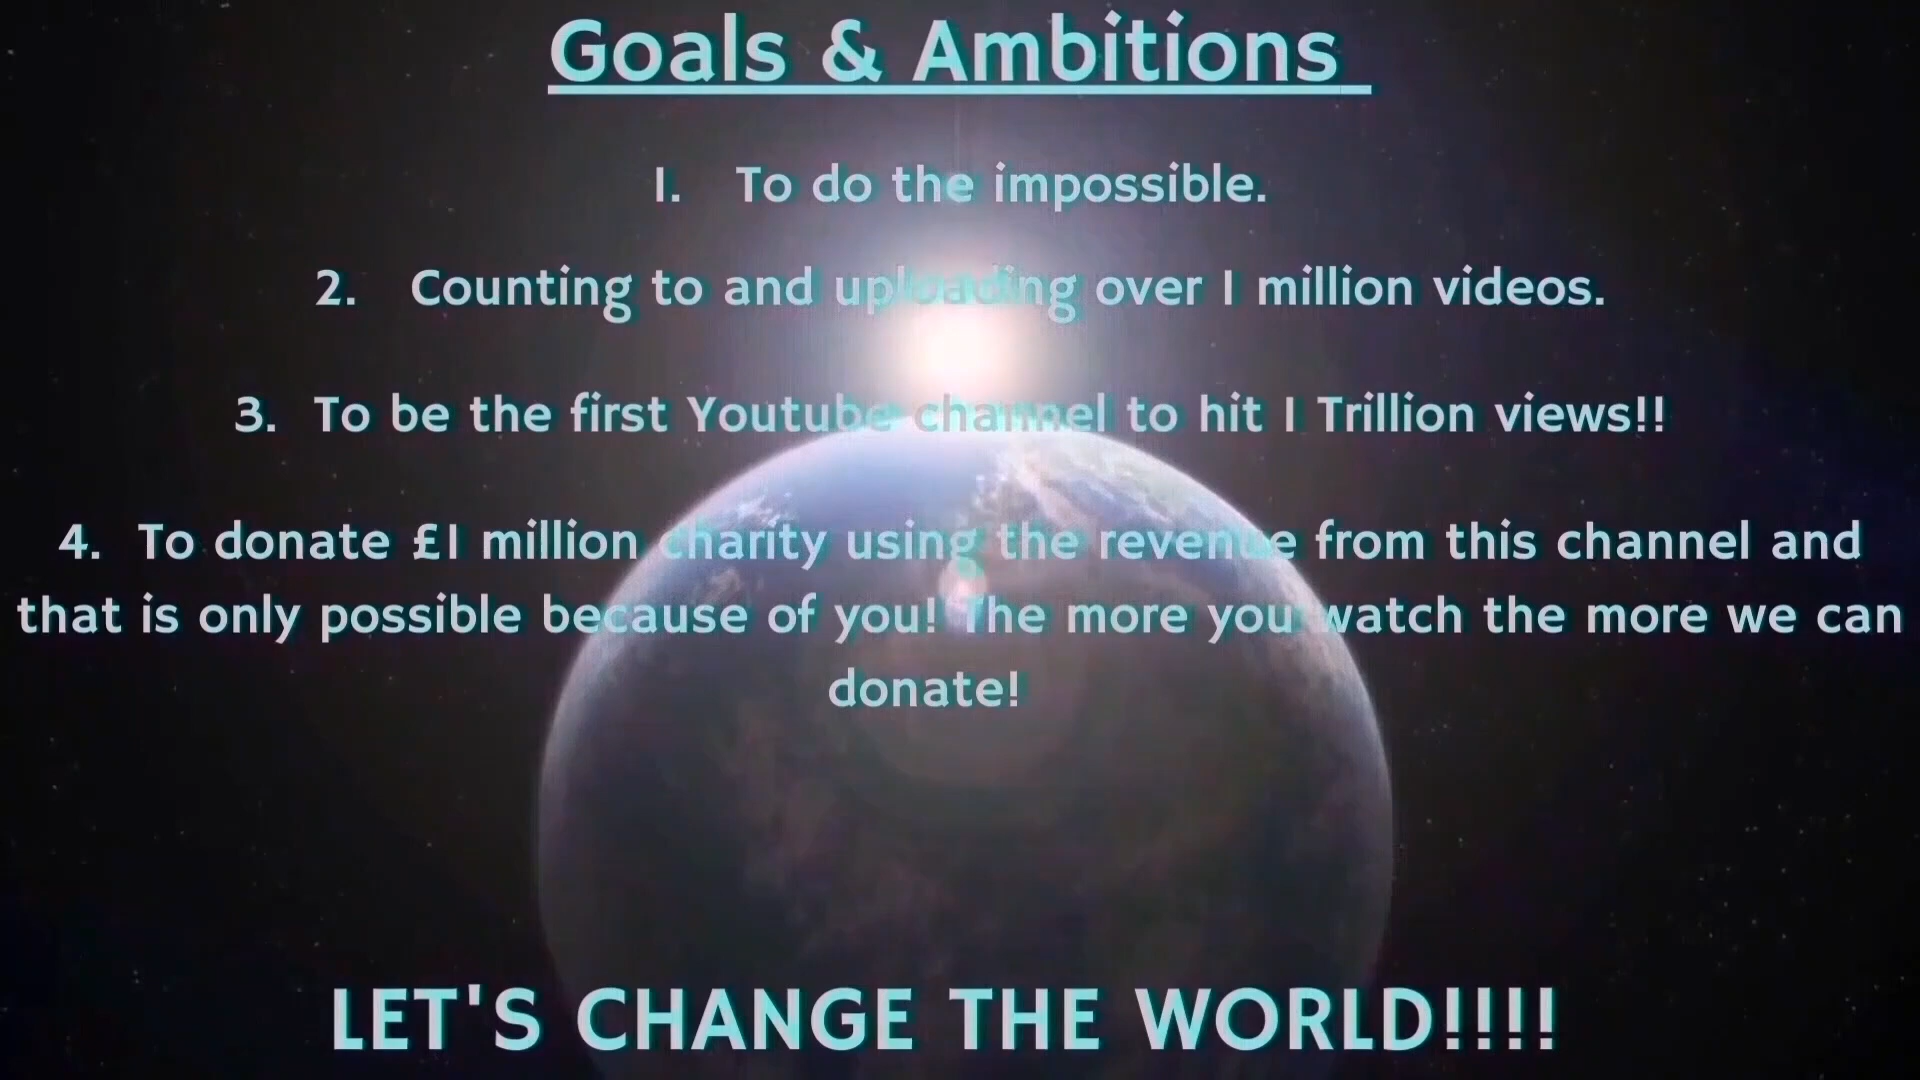 Goals & Ambitions
1. To do the impossible.
2. Counting to and uploading over 1 million videos.
3. To be the first Youtube channel to hit 1 Trillion views!!
4. To donate £1 million charity using the revenue from this channel and
that is only possible because of you! The more you watch the more we can
donate!
LET'S CHANGE THE WORLD!!!!